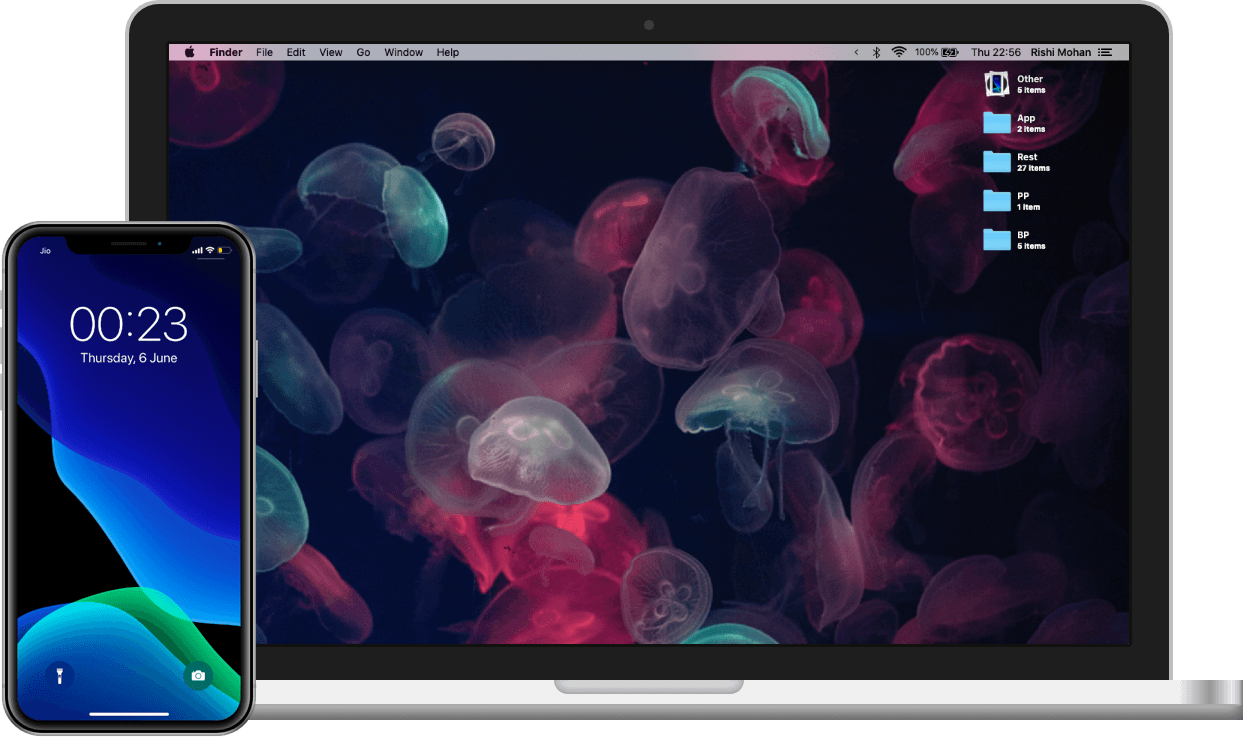 Finder File Edit View Go Window Help 100% Thu 22:56 Rishi Mohan
Other
5 items
App
2 items
Rest
27 items
PP
1 item
BP
5 items
Jio
00:23
Thursday, 6 June